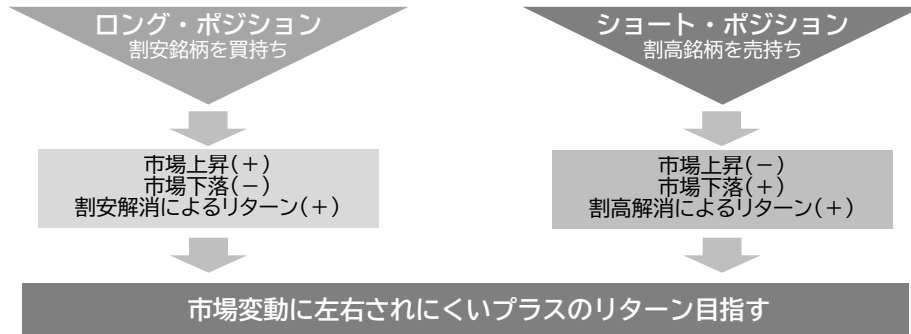 ロング・ポジション
割安銘柄を買持ち
市場上昇(＋)
市場下落(－)
割安解消によるリターン(＋)
ショート・ポジション
割高銘柄を売持ち
市場上昇(－)
市場下落(＋)
割高解消によるリターン(＋)
市場変動に左右されにくいプラスのリターン目指す